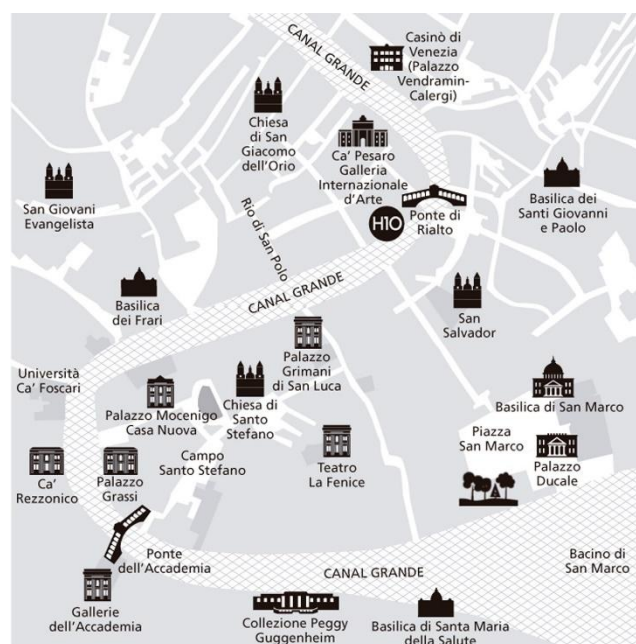 CANAL GRANDE
Casinò di
Venezia
(Palazzo
Vendramin-
Calergi)
Chiesa
di San
Giacomo
dell'Orio
Ca' Pesaro
Galleria
Internazionale
d'Arte
San Giovani
Evangelista
Rio di San Polo
H10
Ponte di
Rialto
Basilica dei
Santi Giovanni
e Paolo
Basilica
dei Frari
CANAL GRANDE
San
Salvador
Università
Ca' Foscari
Palazzo
Grimani
di San Luca
Palazzo Mocenigo
Casa Nuova
Chiesa di
Santo
Stefano
Basilica di San Marco
Campo
Santo Stefano
Piazza
San Marco
Ca'
Rezzonico
Palazzo
Grassi
Teatro
La Fenice
Palazzo
Ducale
Ponte
dell'Accademia
CANAL GRANDE
Bacino di
San Marco
Gallerie
dell'Accademia
Collezione Peggy
Guggenheim
Basilica di Santa Maria
della Salute